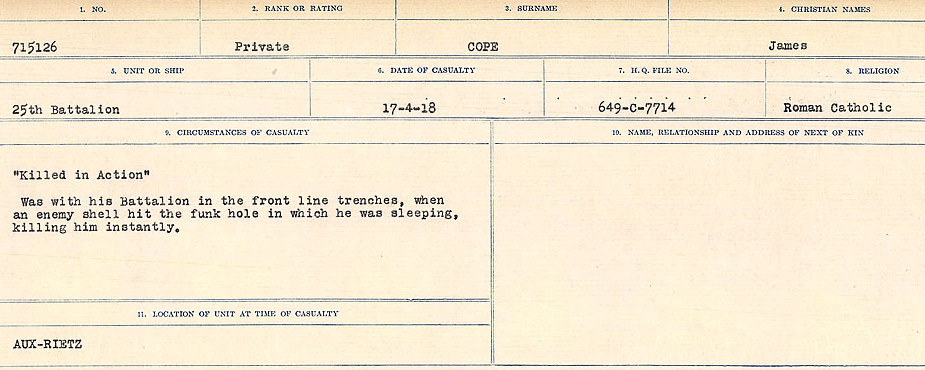 1. NO. 2. RANK OR RATING 3. SURNAME 4. CHRISTIAN NAMES
715126 Private COPE James
5. UNIT OR SHIP 6. DATE OF CASUALTY 7. H. Q. FILE NO. 8. RELIGION
25th Battalion 17-4-18 649-C-7714 Roman Catholic
9. CIRCUMSTANCES OF CASUALTY 10. NAME, RELATIONSHIP AND ADDRESS OF NEXT OF KIN
"Killed in Action"
Was with his Battalion in the front line trenches, when
an enemy shell hit the funk hole in which he was sleeping,
killing him instantly.
11. LOCATION OF UNIT AT TIME OF CASUALTY
AUX-RIETZ